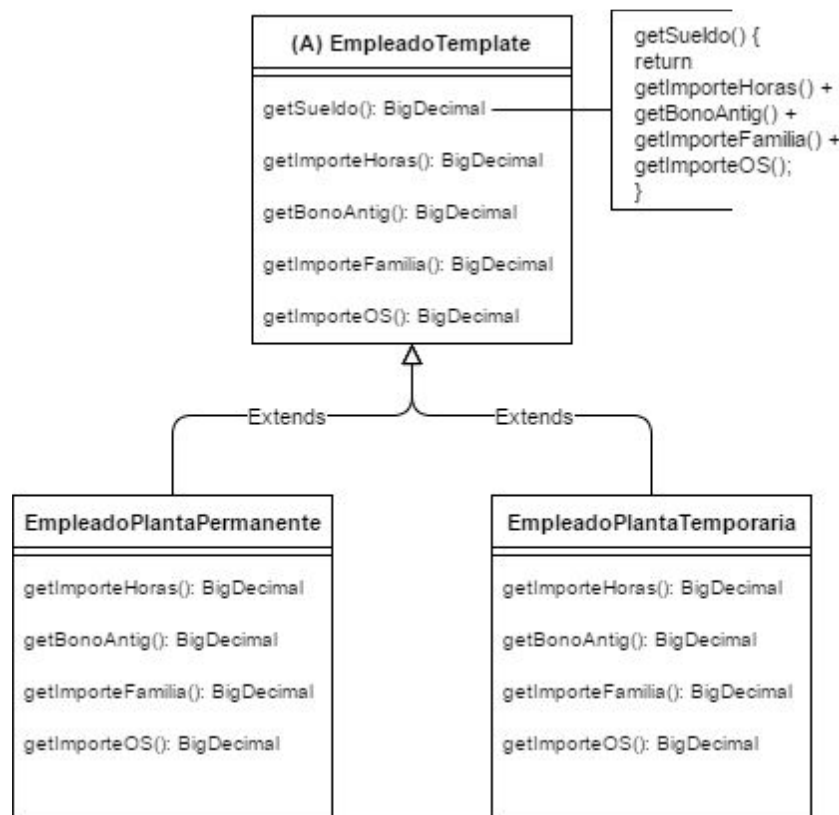 (A) EmpleadoTemplate
getSueldo(): BigDecimal
getImporteHoras(): BigDecimal
getBonoAntig(): BigDecimal
getImporteFamilia(): BigDecimal
getImporteOS(): BigDecimal
getSueldo() {
return
getImporteHoras() +
getBonoAntig() +
getImporteFamilia() +
getImporteOS();
}
Extends
Extends
EmpleadoPlantaPermanente
getImporteHoras(): BigDecimal
getBonoAntig(): BigDecimal
getImporteFamilia(): BigDecimal
getImporteOS(): BigDecimal
EmpleadoPlantaTemporaria
getImporteHoras(): BigDecimal
getBonoAntig(): BigDecimal
getImporteFamilia(): BigDecimal
getImporteOS(): BigDecimal